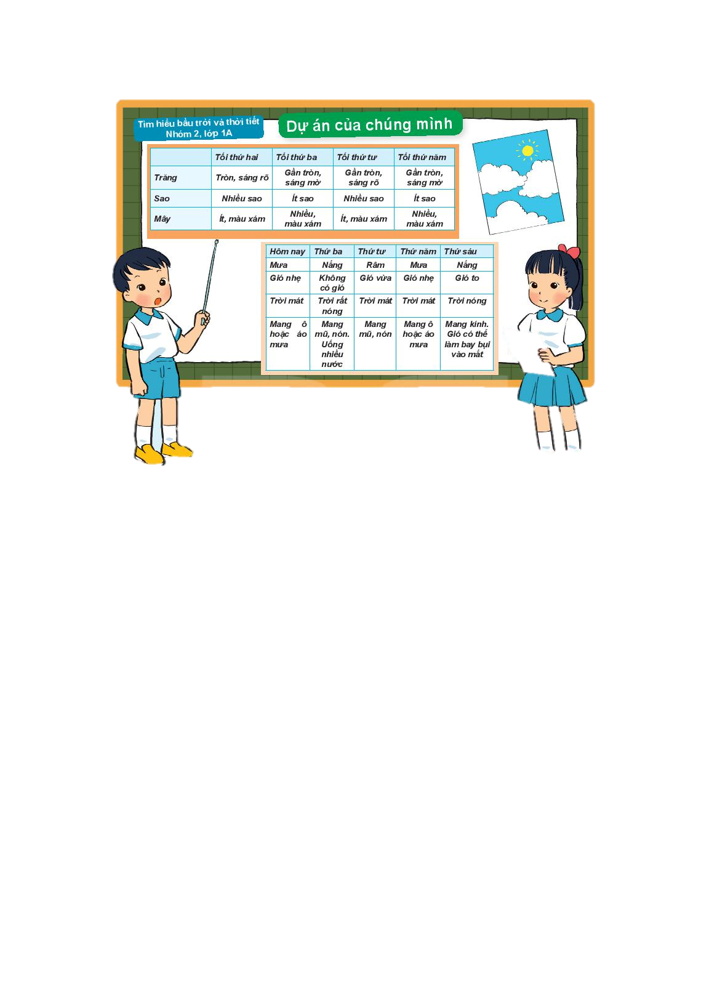 Tìm hiểu bầu trời và thời tiết
Nhóm 2, lớp 1A
Dự án của chúng mình
Tối thứ hai Tối thứ ba Tối thứ tư Tối thứ năm
Trăng Tròn, sáng rõ Gần tròn, sáng mờ Gần tròn, sáng rõ Gần tròn, sáng mờ
Sao Nhiều sao Ít sao Nhiều sao Ít sao
Mây Ít, màu xám Nhiều, màu xám Ít, màu xám Nhiều, màu xám
Hôm nay Thứ ba Thứ tư Thứ năm Thứ sáu
Mưa Nắng Râm Mưa Nắng
Gió nhẹ Không có gió Gió vừa Gió nhẹ Gió to
Trời mát Trời rất nóng Trời mát Trời mát Trời nóng
Mang ô hoặc áo mưa Mang mũ, nón. Uống nhiều nước Mang mũ, nón Mang ô hoặc áo mưa Mang kính. Gió có thể làm bay bụi vào mắt